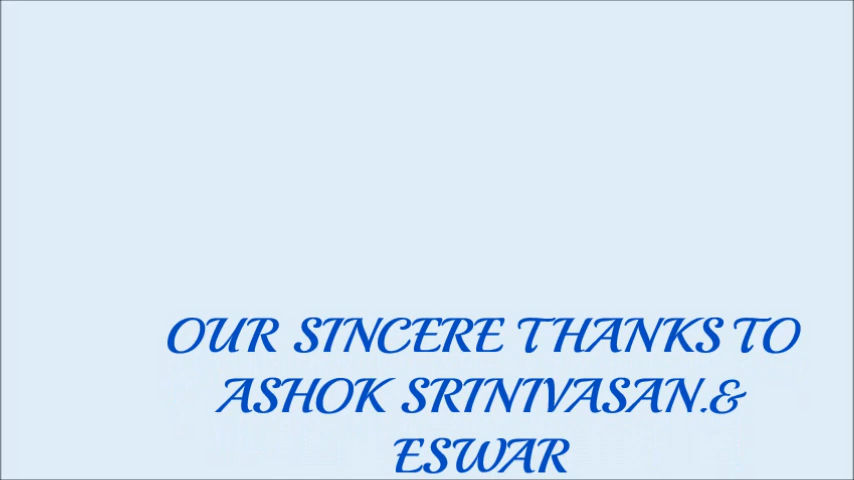 OUR SINCERE THANKS TO
ASHOK SRINIVASAN.&
ESWAR